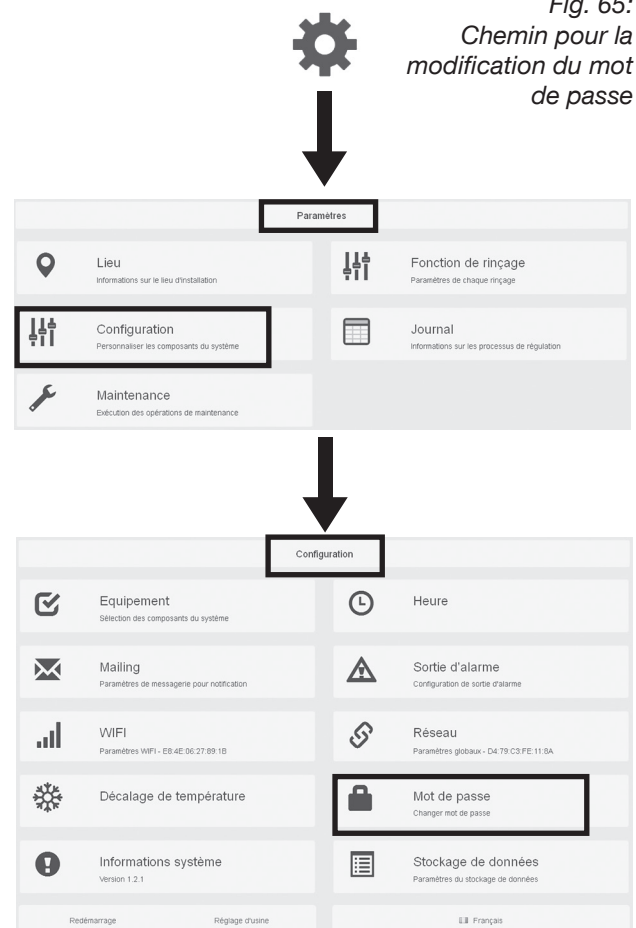 Fig. 65:
Chemin pour la
modification du mot
de passe
Paramètres
Lieu
Informations sur le lieu d'installation
Fonction de rinçage
Paramètres de chaque rinçage
Configuration
Personnaliser les composants du système
Journal
Informations sur les processus de régulation
Maintenance
Exécution des opérations de maintenance
Configuration
Equipement
Sélection des composants du système
Heure
Mailing
Paramètres de messagerie pour notification
Sortie d'alarme
Configuration de sortie d'alarme
WIFI
Paramètres WIFI - E8:4E:06:27:89:1B
Réseau
Paramètres globaux - D4:79:C3:FE:11:8A
Décalage de température
Mot de passe
Changer mot de passe
Informations système
Version 1.2.1
Stockage de données
Paramètres du stockage de données
Redémarrage
Réglage d'usine
Français